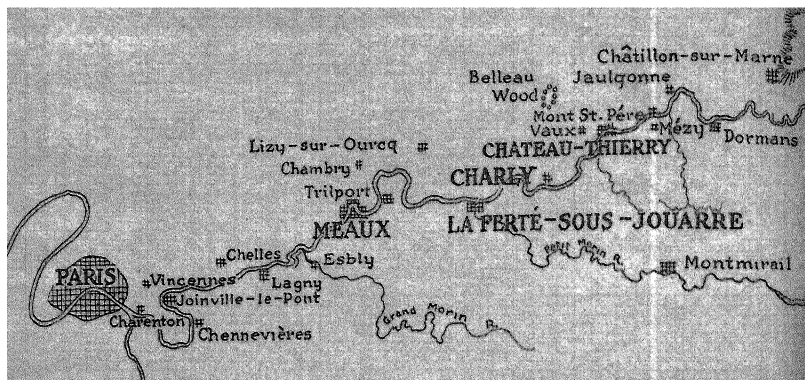 Châtillon-sur-Marne
Belleau
Wood
Jaulgonne
Mont St. Père
Vaux
Mézy
Dormans
Lizy-sur-Ourcq
CHATEAU-THIERRY
Chambry
CHARLY
Trilport
MEAUX
LA FERTÉ-SOUS-JOUARRE
Petit Morin R.
Chelles
Esbly
Montmirail
PARIS
Vincennes
Lagny
Joinville-le-Pont
Charenton
Chennevières
Grand Morin R.